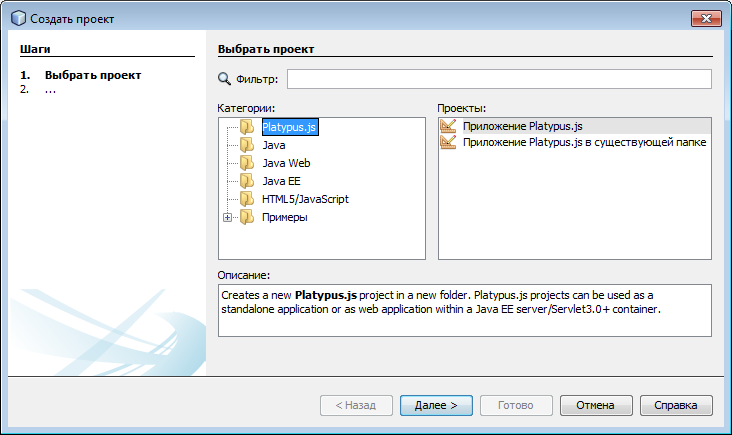 Создать проект
Шаги
1. Выбрать проект
2. ...
Выбрать проект
Фильтр:
Категории:
Platypus.js
Java
Java Web
Java EE
HTML5/JavaScript
Примеры
Проекты:
Приложение Platypus.js
Приложение Platypus.js в существующей папке
Описание:
Creates a new Platypus.js project in a new folder. Platypus.js projects can be used as a
standalone application or as web application within a Java EE server/Servlet3.0+ container.
< Назад
Далее >
Готово
Отмена
Справка